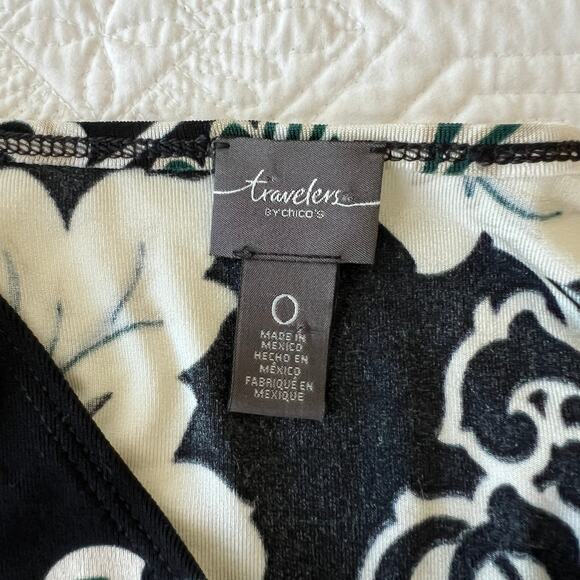 travelers
BY CHICO'S
0
MADE IN
MEXICO
HECHO EN
MÉXICO
FABRIQUÉ EN
MEXIQUE